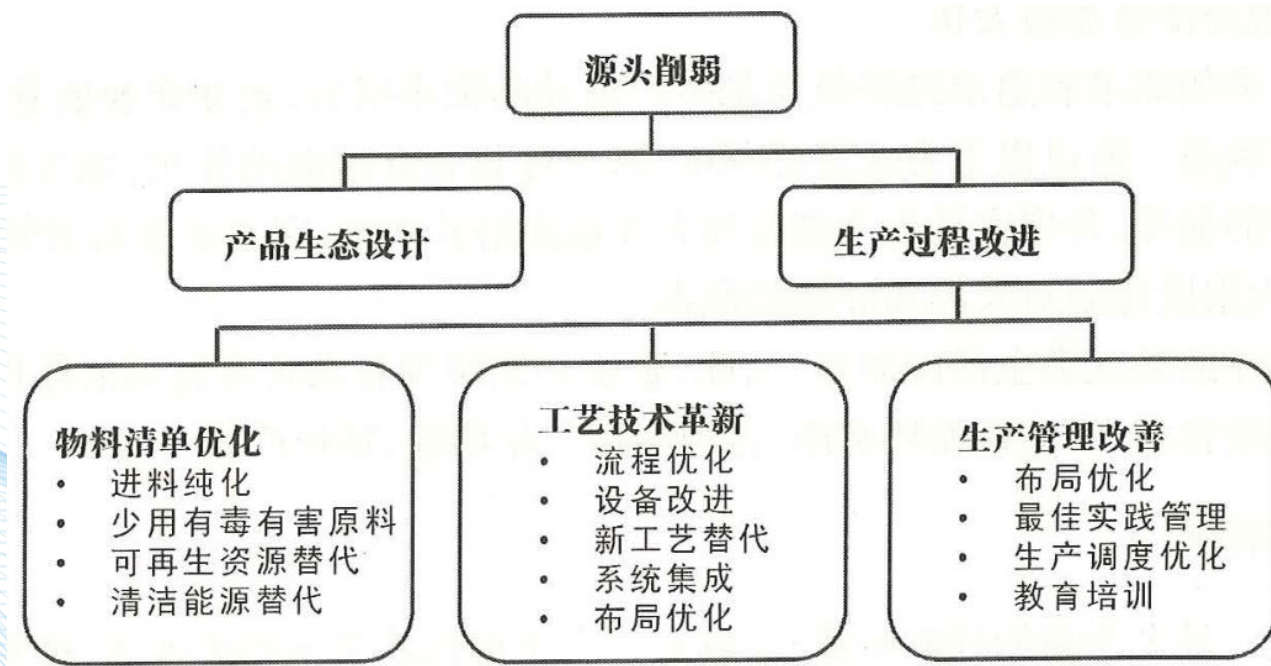 源头削弱
产品生态设计
生产过程改进
物料清单优化
• 进料纯化
• 少用有毒有害原料
• 可再生资源替代
• 清洁能源替代
工艺技术革新
• 流程优化
• 设备改进
• 新工艺替代
• 系统集成
• 布局优化
生产管理改善
• 布局优化
• 最佳实践管理
• 生产调度优化
• 教育培训